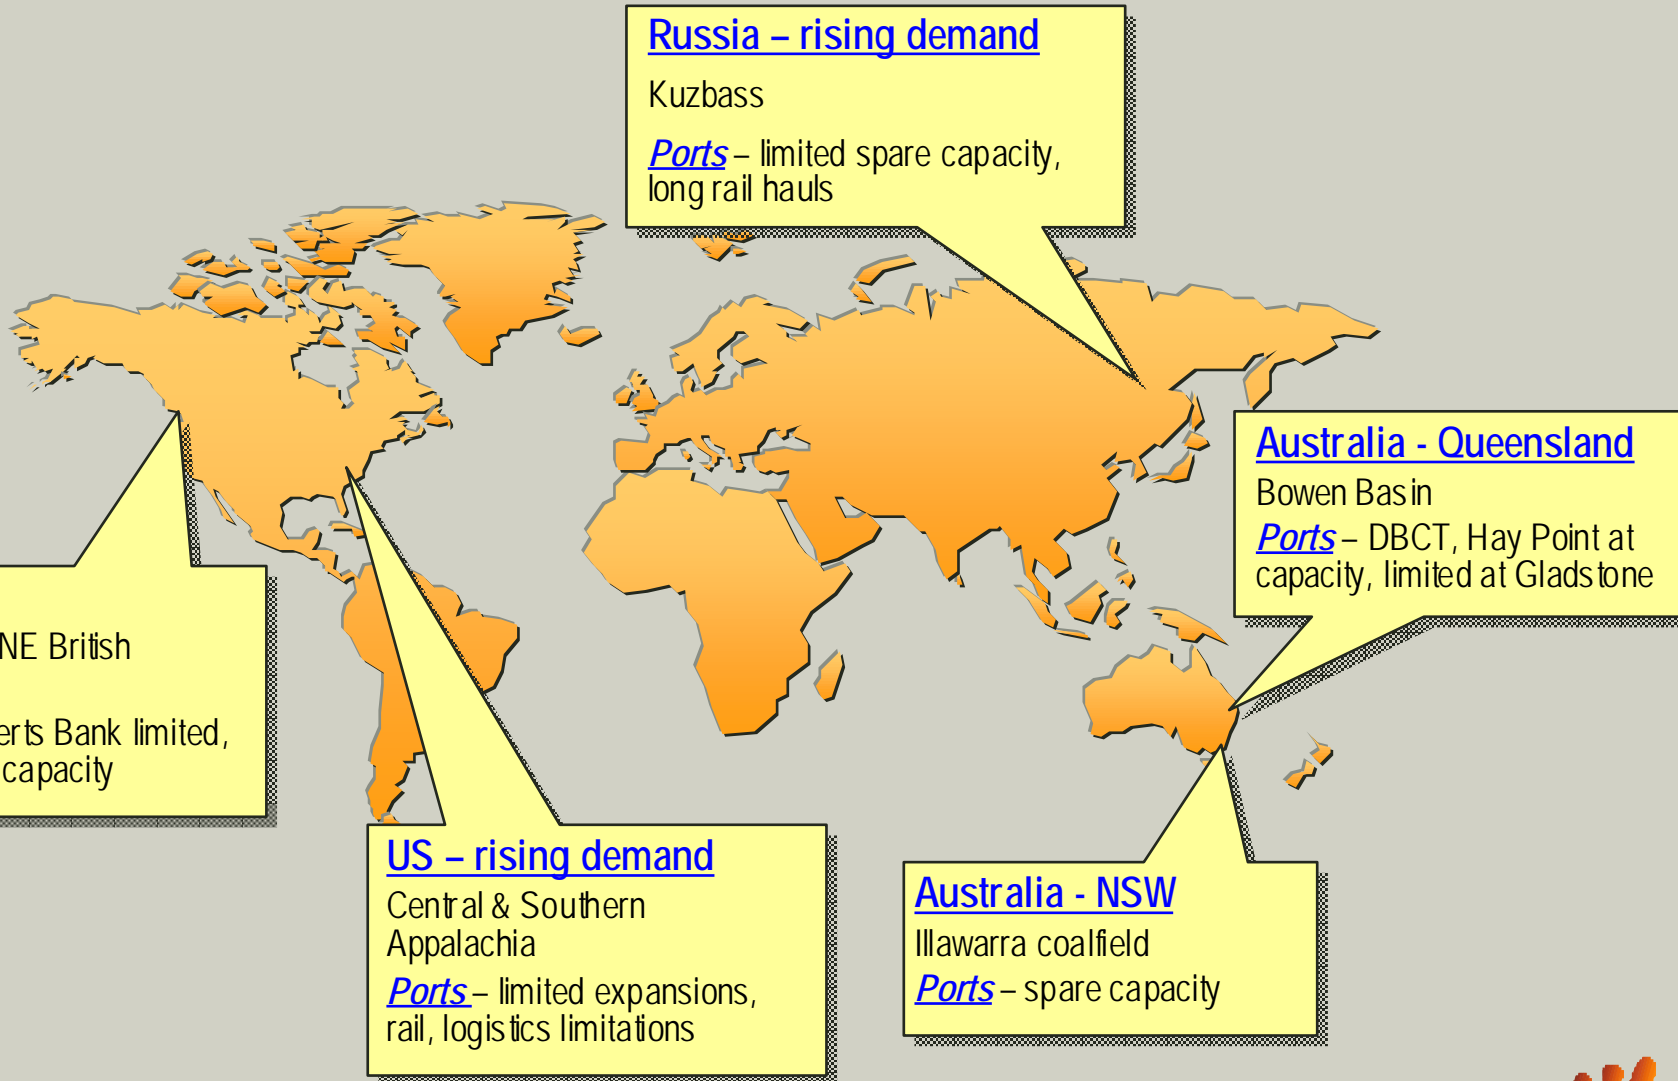 Russia – rising demand
Kuzbass
Ports – limited spare capacity,
long rail hauls
Australia - Queensland
Bowen Basin
Ports – DBCT, Hay Point at
capacity, limited at Gladstone
NE British
Bank limited,
capacity
US – rising demand
Central & Southern
Appalachia
Ports – limited expansions,
rail, logistics limitations
Australia - NSW
Illawarra coalfield
Ports – spare capacity